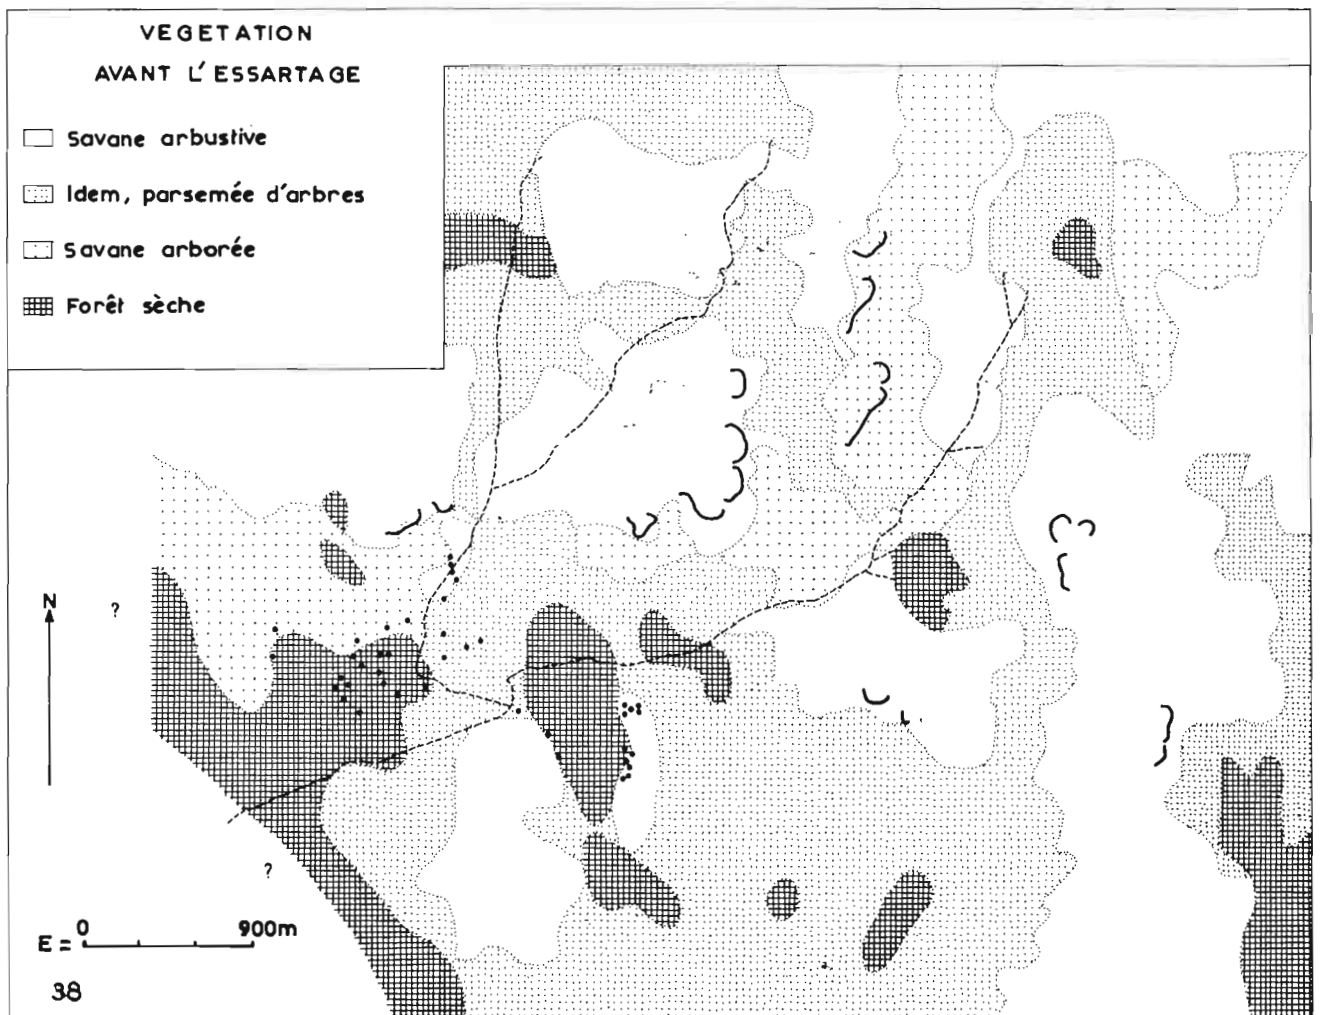 VEGETATION
AVANT L'ESSARTAGE
Savane arbustive
Idem, parsemée d'arbres
Savane arborée
Forêt sèche
N
?
?
E = 0 900m
38